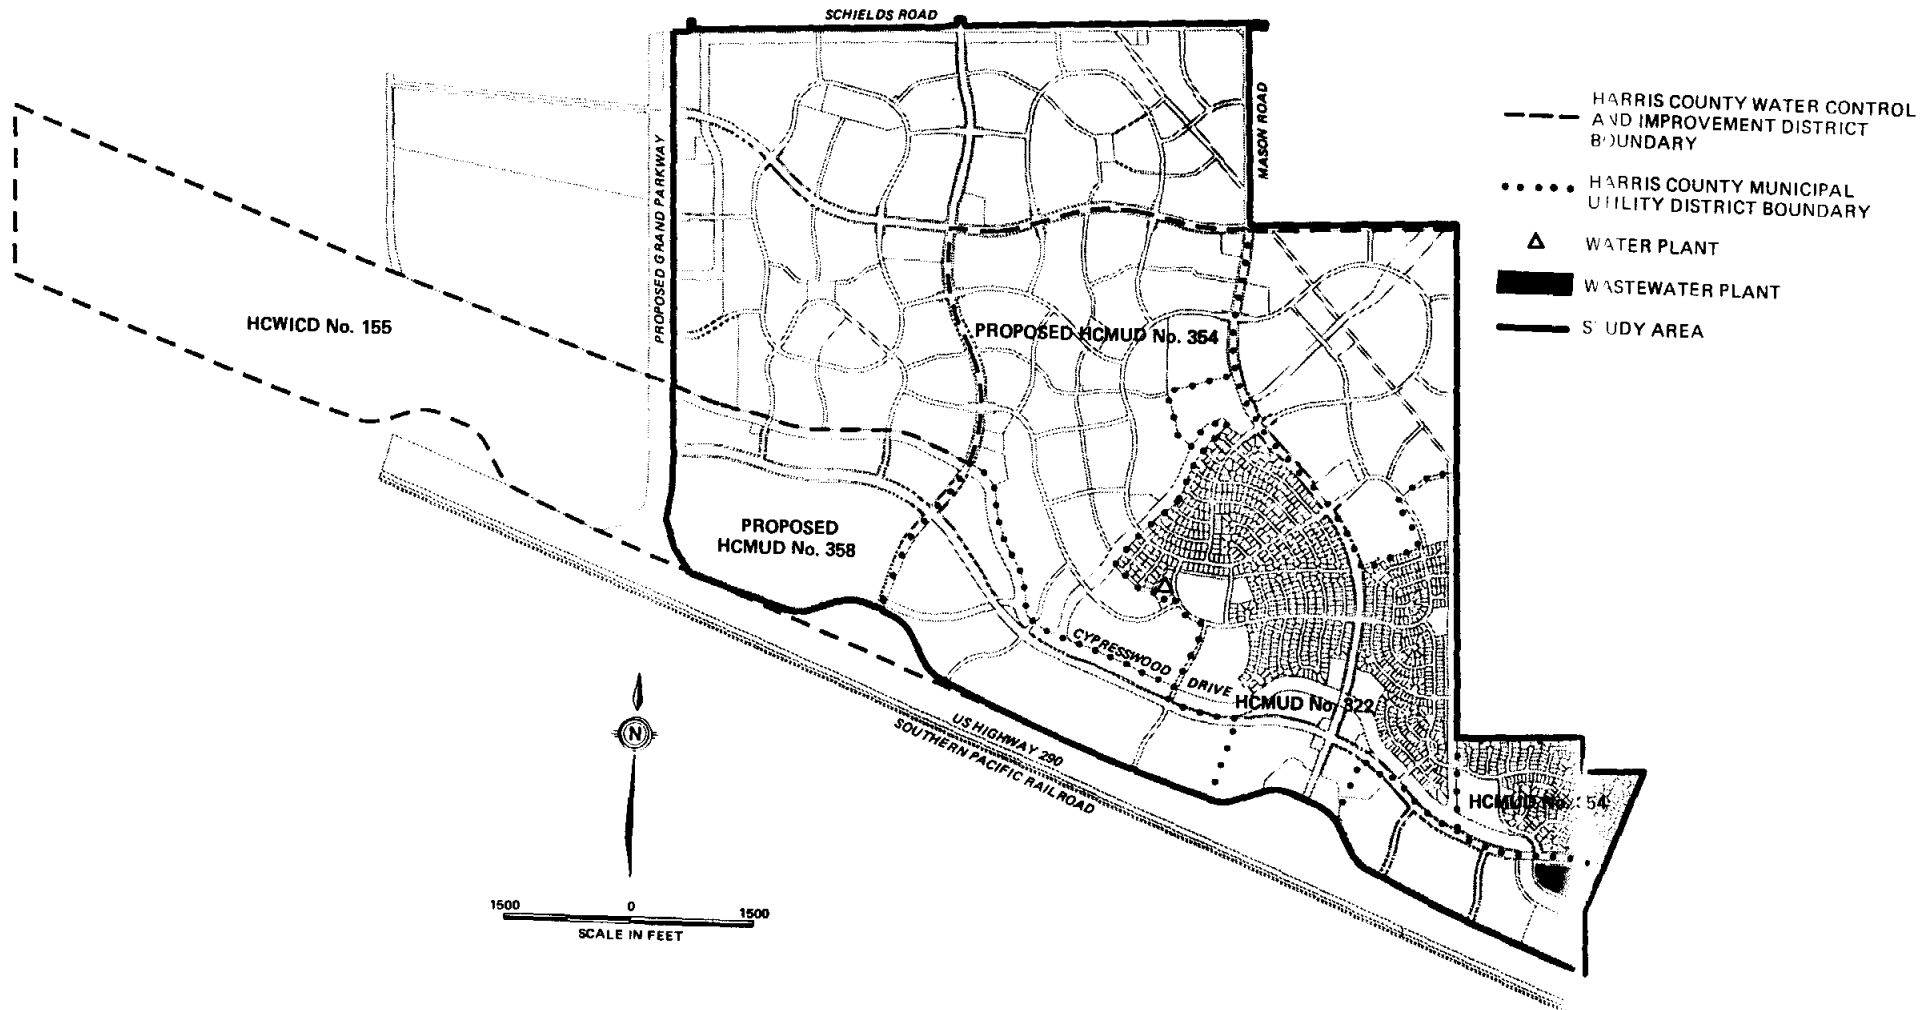 SCHIELDS ROAD
MASON ROAD
PROPOSED GRAND PARKWAY
HARRIS COUNTY WATER CONTROL
AND IMPROVEMENT DISTRICT
BOUNDARY
HARRIS COUNTY MUNICIPAL
UTILITY DISTRICT BOUNDARY
WATER PLANT
WASTEWATER PLANT
STUDY AREA
HCWICD No. 155
PROPOSED HCMUD No. 354
PROPOSED
HCMUD No. 358
CYPRESSWOOD DRIVE
HCMUD No. 322
US HIGHWAY 290
SOUTHERN PACIFIC RAILROAD
HCMUD No. 54
N
1500 0 1500
SCALE IN FEET